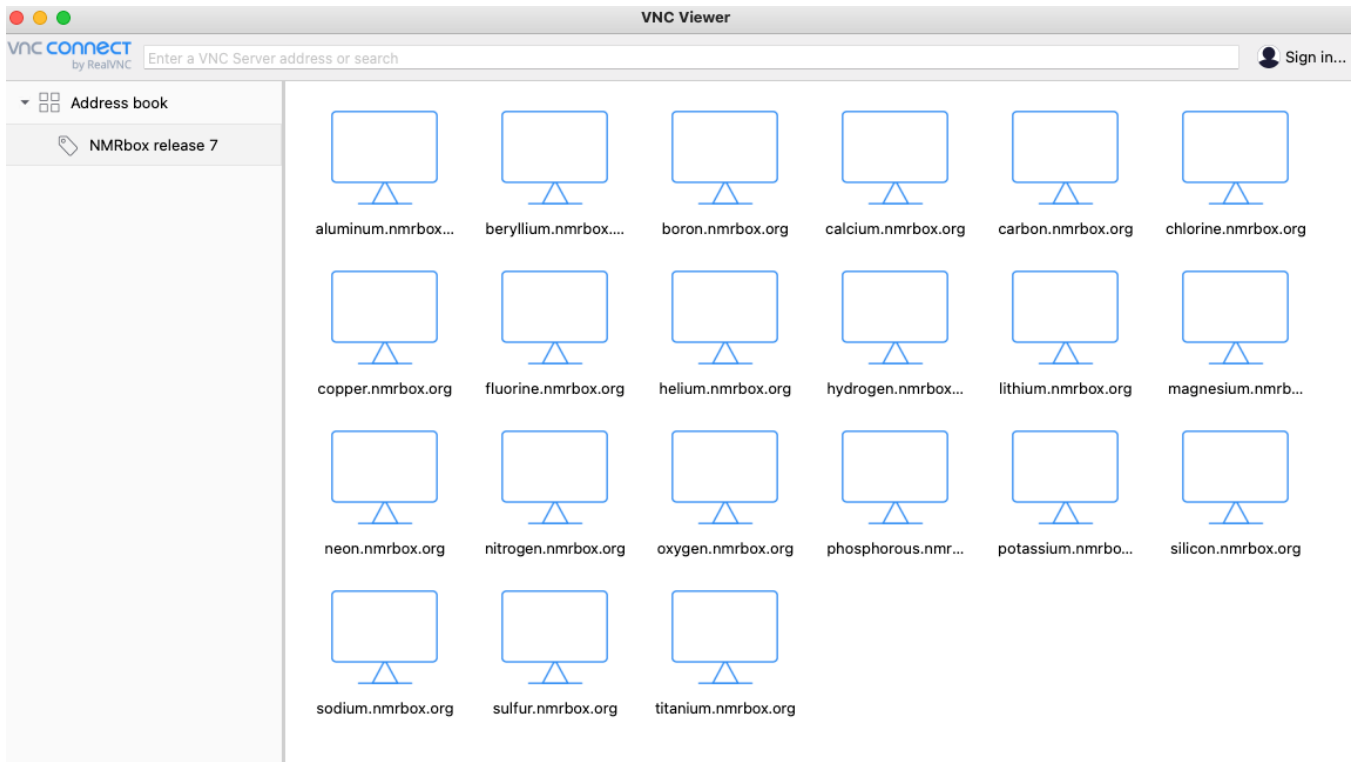 VNC Viewer
vnc connect
by RealVNC
Enter a VNC Server address or search
Sign in...
Address book
NMRbox release 7
aluminum.nmrbox... beryllium.nmrbox.... boron.nmrbox.org calcium.nmrbox.org carbon.nmrbox.org chlorine.nmrbox.org
copper.nmrbox.org fluorine.nmrbox.org helium.nmrbox.org hydrogen.nmrbox... lithium.nmrbox.org magnesium.nmrb...
neon.nmrbox.org nitrogen.nmrbox.org oxygen.nmrbox.org phosphorous.nmr... potassium.nmrbo... silicon.nmrbox.org
sodium.nmrbox.org sulfur.nmrbox.org titanium.nmrbox.org